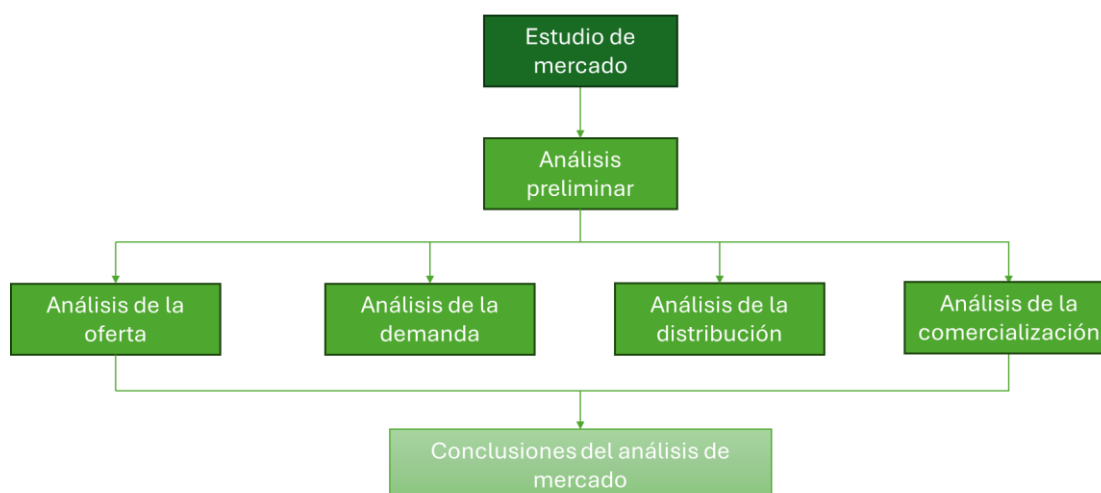 Estudio de
mercado
Análisis
preliminar
Análisis de la
oferta
Análisis de la
demanda
Análisis de la
distribución
Análisis de la
comercialización
Conclusiones del análisis de
mercado